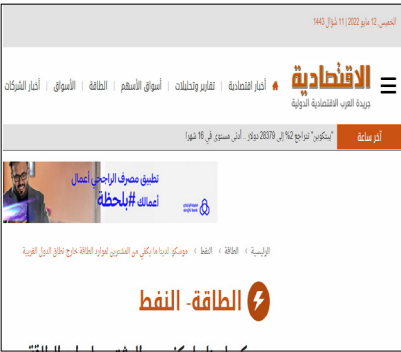 الخميس, 12 مايو 2022 | 11 شوال 1443
الاقتصادية
جريدة العرب الاقتصادية الدولية
أخبار اقتصادية | تقارير وتحليلات | أسواق الأسهم | الطاقة | الأسواق | أخبار الشركات
آخر ساعة
"بيتكوين" تتراجع 2% إلى 28379 دولار .. أدنى مستوى في 16 شهرا
تطبيق مصرف الراجحي أعمال
أعمالك #بلحظة
الرئيسية > الطاقة > النفط > موسكو: لدينا ما يكفي من المشترين لموارد الطاقة خارج نطاق الدول الغربية
الطاقة- النفط